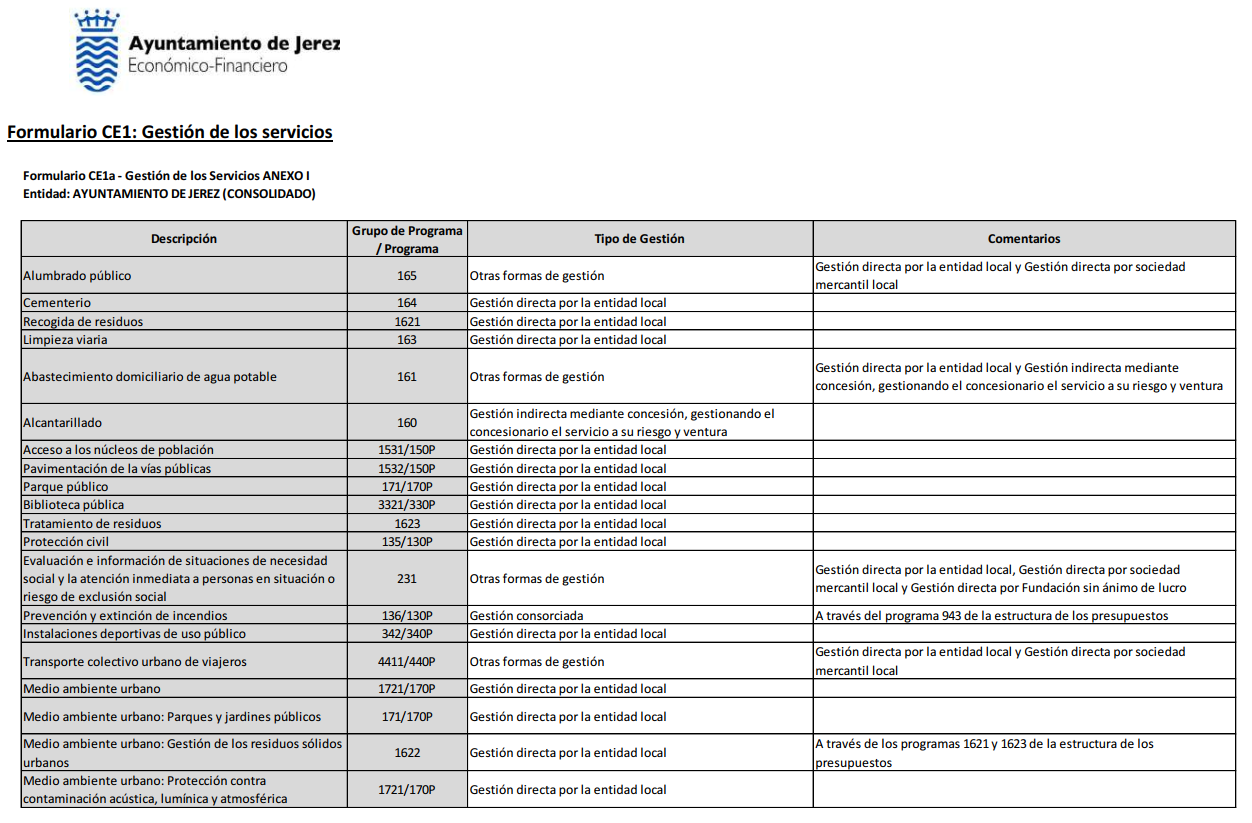 Ayuntamiento de Jerez
Económico-Financiero
Formulario CE1: Gestión de los servicios
Formulario CE1a - Gestión de los Servicios ANEXO I
Entidad: AYUNTAMIENTO DE JEREZ (CONSOLIDADO)
Descripción
Grupo de Programa
/ Programa
Tipo de Gestión
Comentarios
Alumbrado público
165
Otras formas de gestión
Gestión directa por la entidad local y Gestión directa por sociedad
mercantil local
Cementerio
164
Gestión directa por la entidad local
Recogida de residuos
1621
Gestión directa por la entidad local
Limpieza viaria
163
Gestión directa por la entidad local
Abastecimiento domiciliario de agua potable
161
Otras formas de gestión
Gestión directa por la entidad local y Gestión indirecta mediante
concesión, gestionando el concesionario el servicio a su riesgo y ventura
Alcantarillado
160
Gestión indirecta mediante concesión, gestionando el
concesionario el servicio a su riesgo y ventura
Acceso a los núcleos de población
1531/150P
Gestión directa por la entidad local
Pavimentación de la vías públicas
1532/150P
Gestión directa por la entidad local
Parque público
171/170P
Gestión directa por la entidad local
Biblioteca pública
3321/330P
Gestión directa por la entidad local
Tratamiento de residuos
1623
Gestión directa por la entidad local
Protección civil
135/130P
Gestión directa por la entidad local
Evaluación e información de situaciones de necesidad
social y la atención inmediata a personas en situación o
riesgo de exclusión social
231
Otras formas de gestión
Gestión directa por la entidad local, Gestión directa por sociedad
mercantil local y Gestión directa por Fundación sin ánimo de lucro
Prevención y extinción de incendios
136/130P
Gestión consorciada
A través del programa 943 de la estructura de los presupuestos
Instalaciones deportivas de uso público
342/340P
Gestión directa por la entidad local
Transporte colectivo urbano de viajeros
4411/440P
Otras formas de gestión
Gestión directa por la entidad local y Gestión directa por sociedad
mercantil local
Medio ambiente urbano
1721/170P
Gestión directa por la entidad local
Medio ambiente urbano: Parques y jardines públicos
171/170P
Gestión directa por la entidad local
Medio ambiente urbano: Gestión de los residuos sólidos
urbanos
1622
Gestión directa por la entidad local
A través de los programas 1621 y 1623 de la estructura de los
presupuestos
Medio ambiente urbano: Protección contra
contaminación acústica, lumínica y atmosférica
1721/170P
Gestión directa por la entidad local